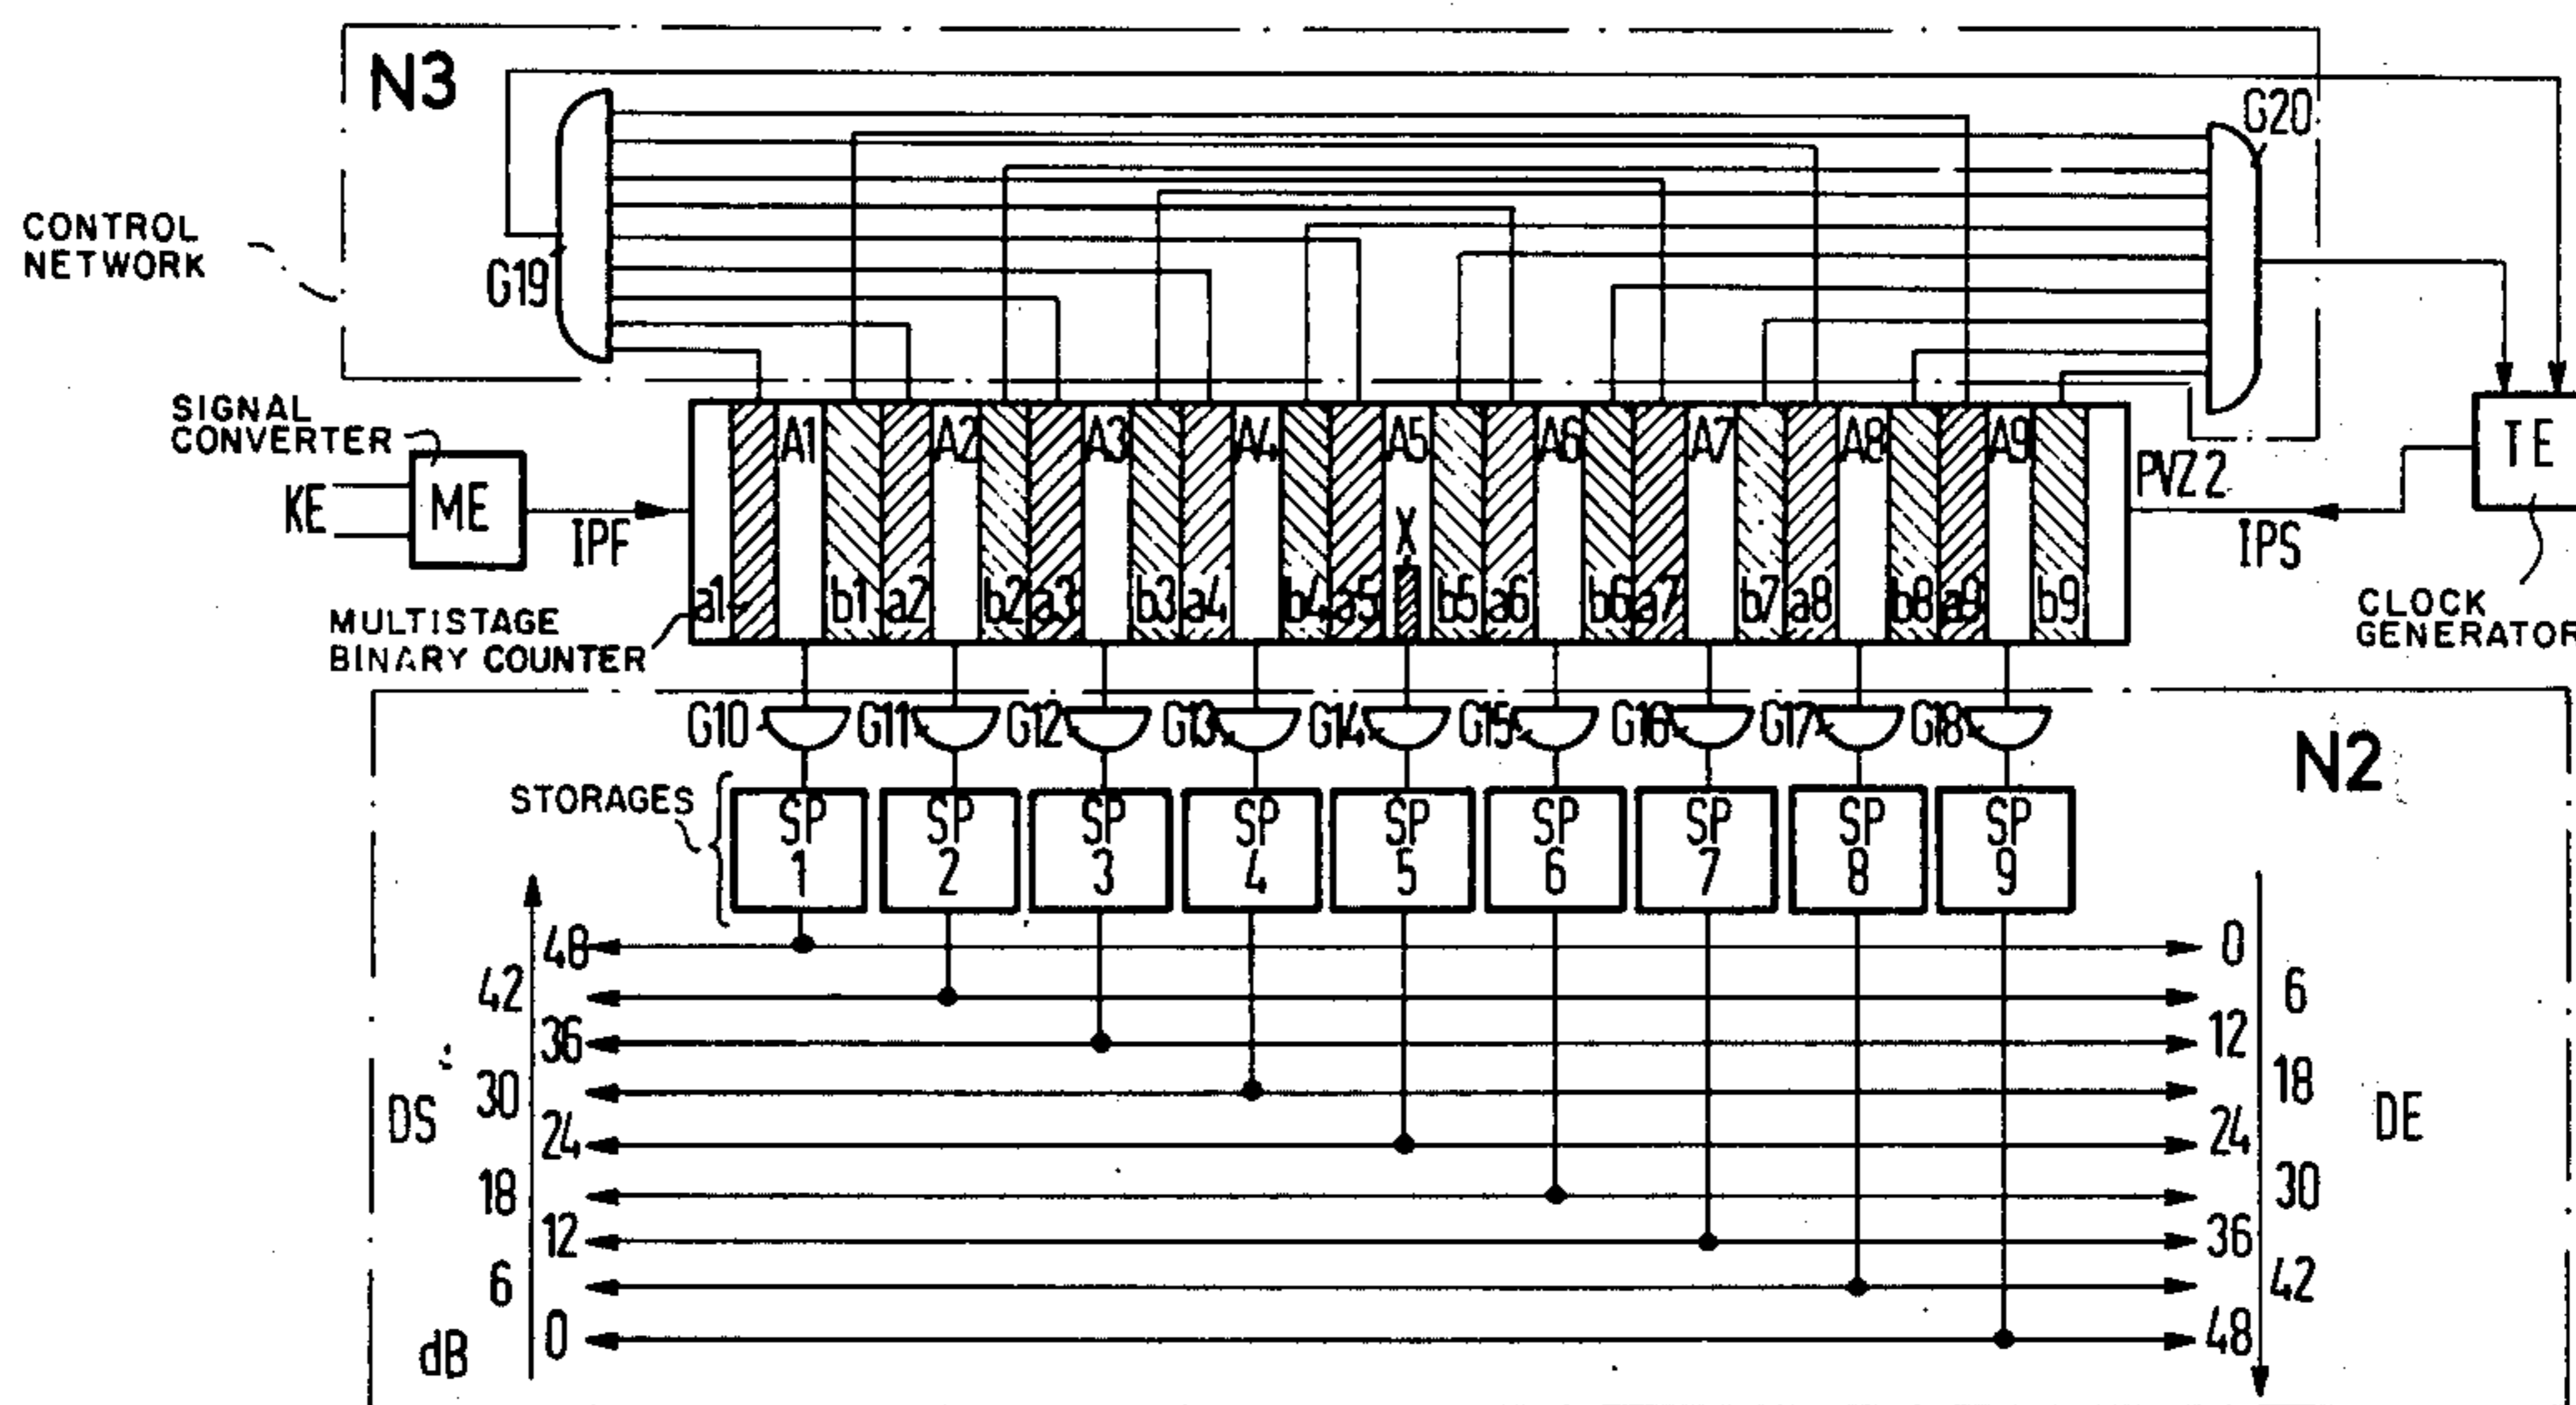 N3
G20
CONTROL
NETWORK
G19
SIGNAL
CONVERTER
KE
ME
IPF
A1 A2 A3 A4 A5 A6 A7 A8 A9
X
a1 b1 a2 b2 a3 b3 a4 b4 a5 b5 a6 b6 a7 b7 a8 b8 a9 b9
PVZ2
IPS
TE
CLOCK
GENERATOR
MULTISTAGE
BINARY COUNTER
G10 G11 G12 G13 G14 G15 G16 G17 G18
N2
STORAGES
SP SP SP SP SP SP SP SP SP
1 2 3 4 5 6 7 8 9
48 0
42 6
36 12
30 18
DS DE
24 24
18 30
12 36
6 42
0 48
dB